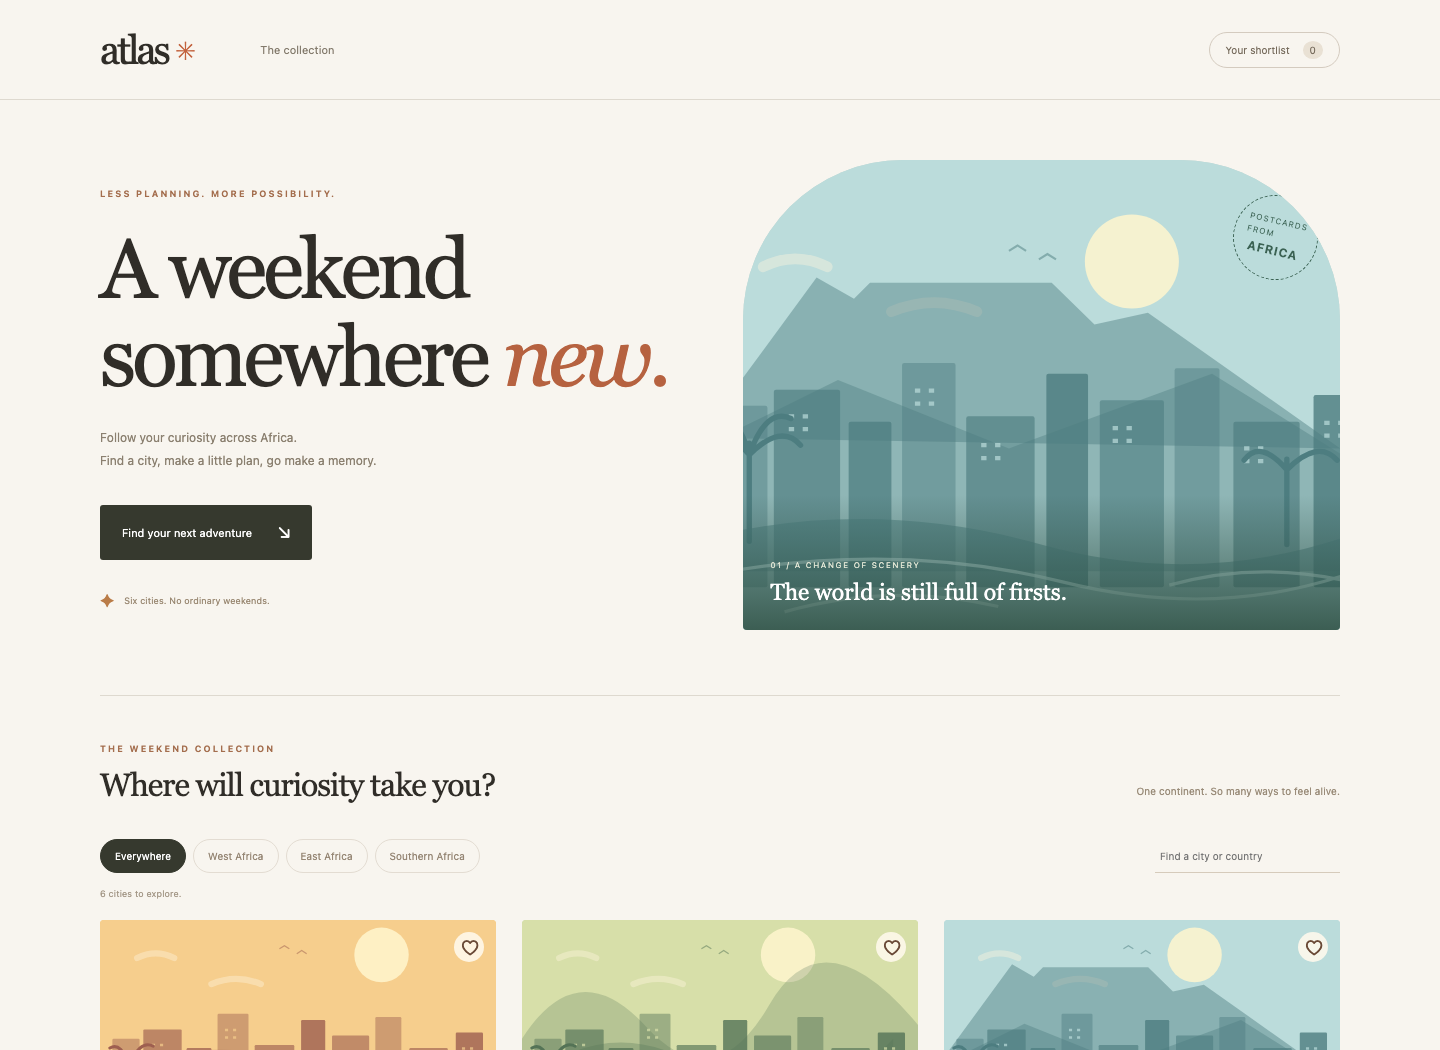 atlas
The collection
Your shortlist 0
LESS PLANNING. MORE POSSIBILITY.
A weekend
somewhere new.
Follow your curiosity across Africa.
Find a city, make a little plan, go make a memory.
Find your next adventure
Six cities. No ordinary weekends.
POSTCARDS
FROM
AFRICA
01 / A CHANGE OF SCENERY
The world is still full of firsts.
THE WEEKEND COLLECTION
Where will curiosity take you?
One continent. So many ways to feel alive.
Everywhere
West Africa
East Africa
Southern Africa
Find a city or country
6 cities to explore.